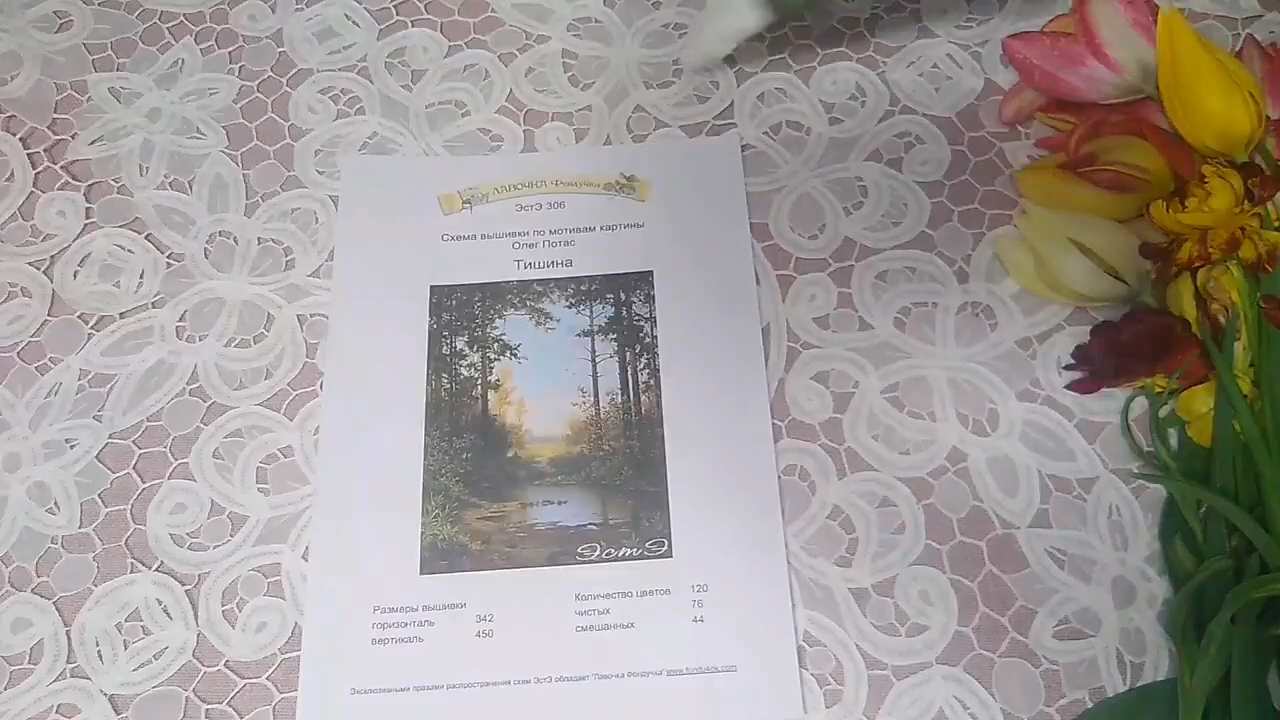 ЛАВОЧКА Фондучка
ЭстЭ 306
Схема вышивки по мотивам картины
Олег Потас
Тишина
ЭстЭ
Размеры вышивки
горизонталь 342
вертикаль 450
Количество цветов 120
чистых 76
смешанных 44
Эксклюзивными правами распространения схем ЭстЭ обладает "Лавочка Фондучка" www.fondu4ok.com